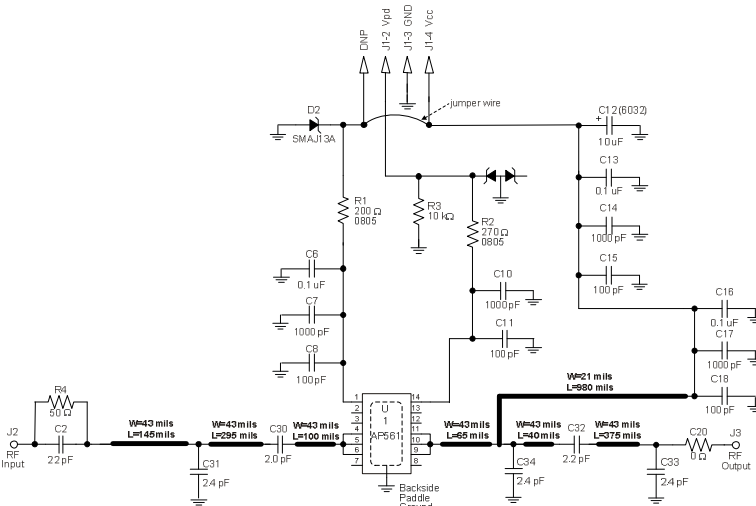 DNP
J1-2 Vpd
J1-3 GND
J1-4 Vcc
jumper wire
D2
SMAJ13A
C12(6032)
+
10uF
C13
0.1 uF
C14
1000 pF
C15
100 pF
R1
200 Ω
0805
R3
10 kΩ
R2
270 Ω
0805
C6
0.1 uF
C7
1000 pF
C8
100 pF
C10
1000 pF
C11
100 pF
C16
0.1 uF
C17
1000 pF
C18
100 pF
W=21 mils
L=980 mils
1
2
3
4
5
6
7
14
13
12
11
10
9
8
U
1
AP561
Backside
Paddle
Ground
R4
50 Ω
J2
RF
Input
C2
22 pF
W=43 mils
L=145 mils
C31
2.4 pF
W=43 mils
L=295 mils
C30
2.0 pF
W=43 mils
L=100 mils
W=43 mils
L=65 mils
C34
2.4 pF
W=43 mils
L=40 mils
C32
2.2 pF
W=43 mils
L=375 mils
C33
2.4 pF
C20
0 Ω
J3
RF
Output